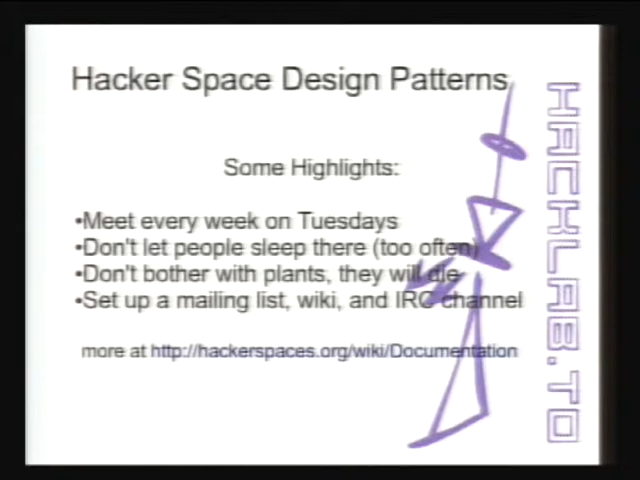 Hacker Space Design Patterns
Some Highlights:
•Meet every week on Tuesdays
•Don't let people sleep there (too often)
•Don't bother with plants, they will die
•Set up a mailing list, wiki, and IRC channel
more at http://hackerspaces.org/wiki/Documentation
HACKLAB.TO